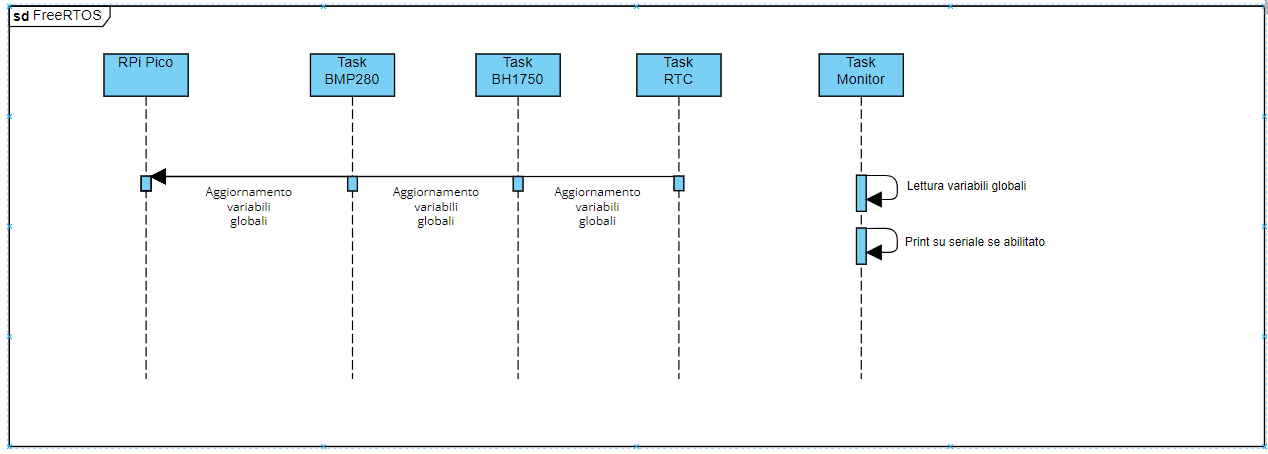 sd FreeRTOS
RPi Pico
Task
BMP280
Task
BH1750
Task
RTC
Task
Monitor
Aggiornamento
variabili
globali
Aggiornamento
variabili
globali
Aggiornamento
variabili
globali
Lettura variabili globali
Print su seriale se abilitato